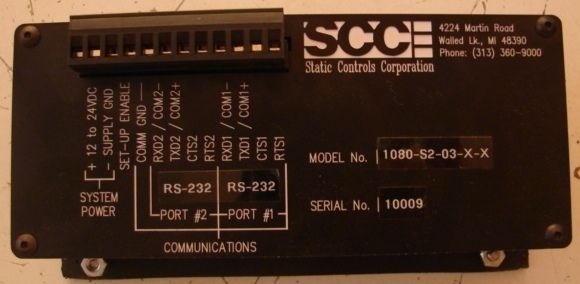 SCC
Static Controls Corporation
4224 Martin Road
Walled Lk., MI 48390
Phone: (313) 360-9000
+ 12 to 24VDC
- SUPPLY GND
SET-UP ENABLE
COMM GND
RXD2 / COM2-
TXD2 / COM2+
CTS2
RTS2
RXD1 / COM1-
TXD1 / COM1+
CTS1
RTS1
SYSTEM
POWER
RS-232
RS-232
PORT #2
PORT #1
COMMUNICATIONS
MODEL No. 1080-S2-03-X-X
SERIAL No. 10009